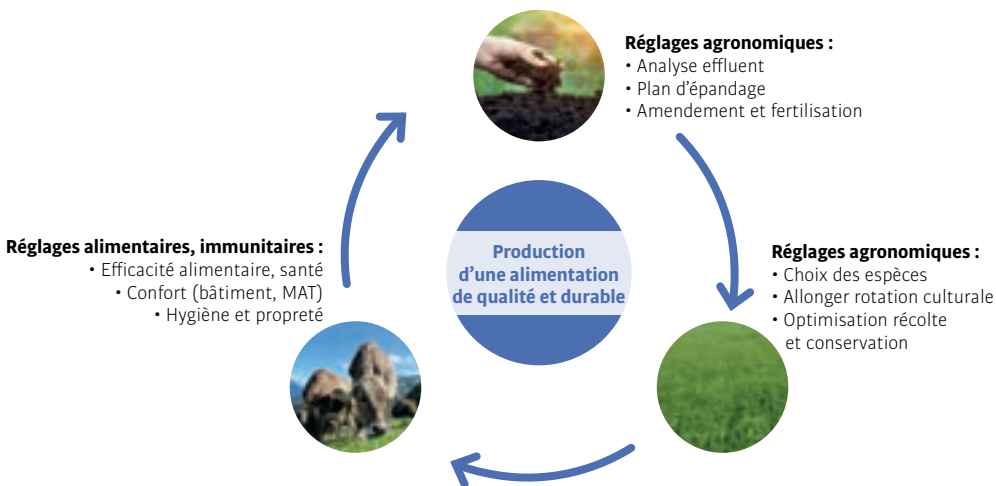 Réglages agronomiques :
• Analyse effluent
• Plan d'épandage
• Amendement et fertilisation
Réglages alimentaires, immunitaires :
• Efficacité alimentaire, santé
• Confort (bâtiment, MAT)
• Hygiène et propreté
Production
d'une alimentation
de qualité et durable
Réglages agronomiques :
• Choix des espèces
• Allonger rotation culturale
• Optimisation récolte
et conservation